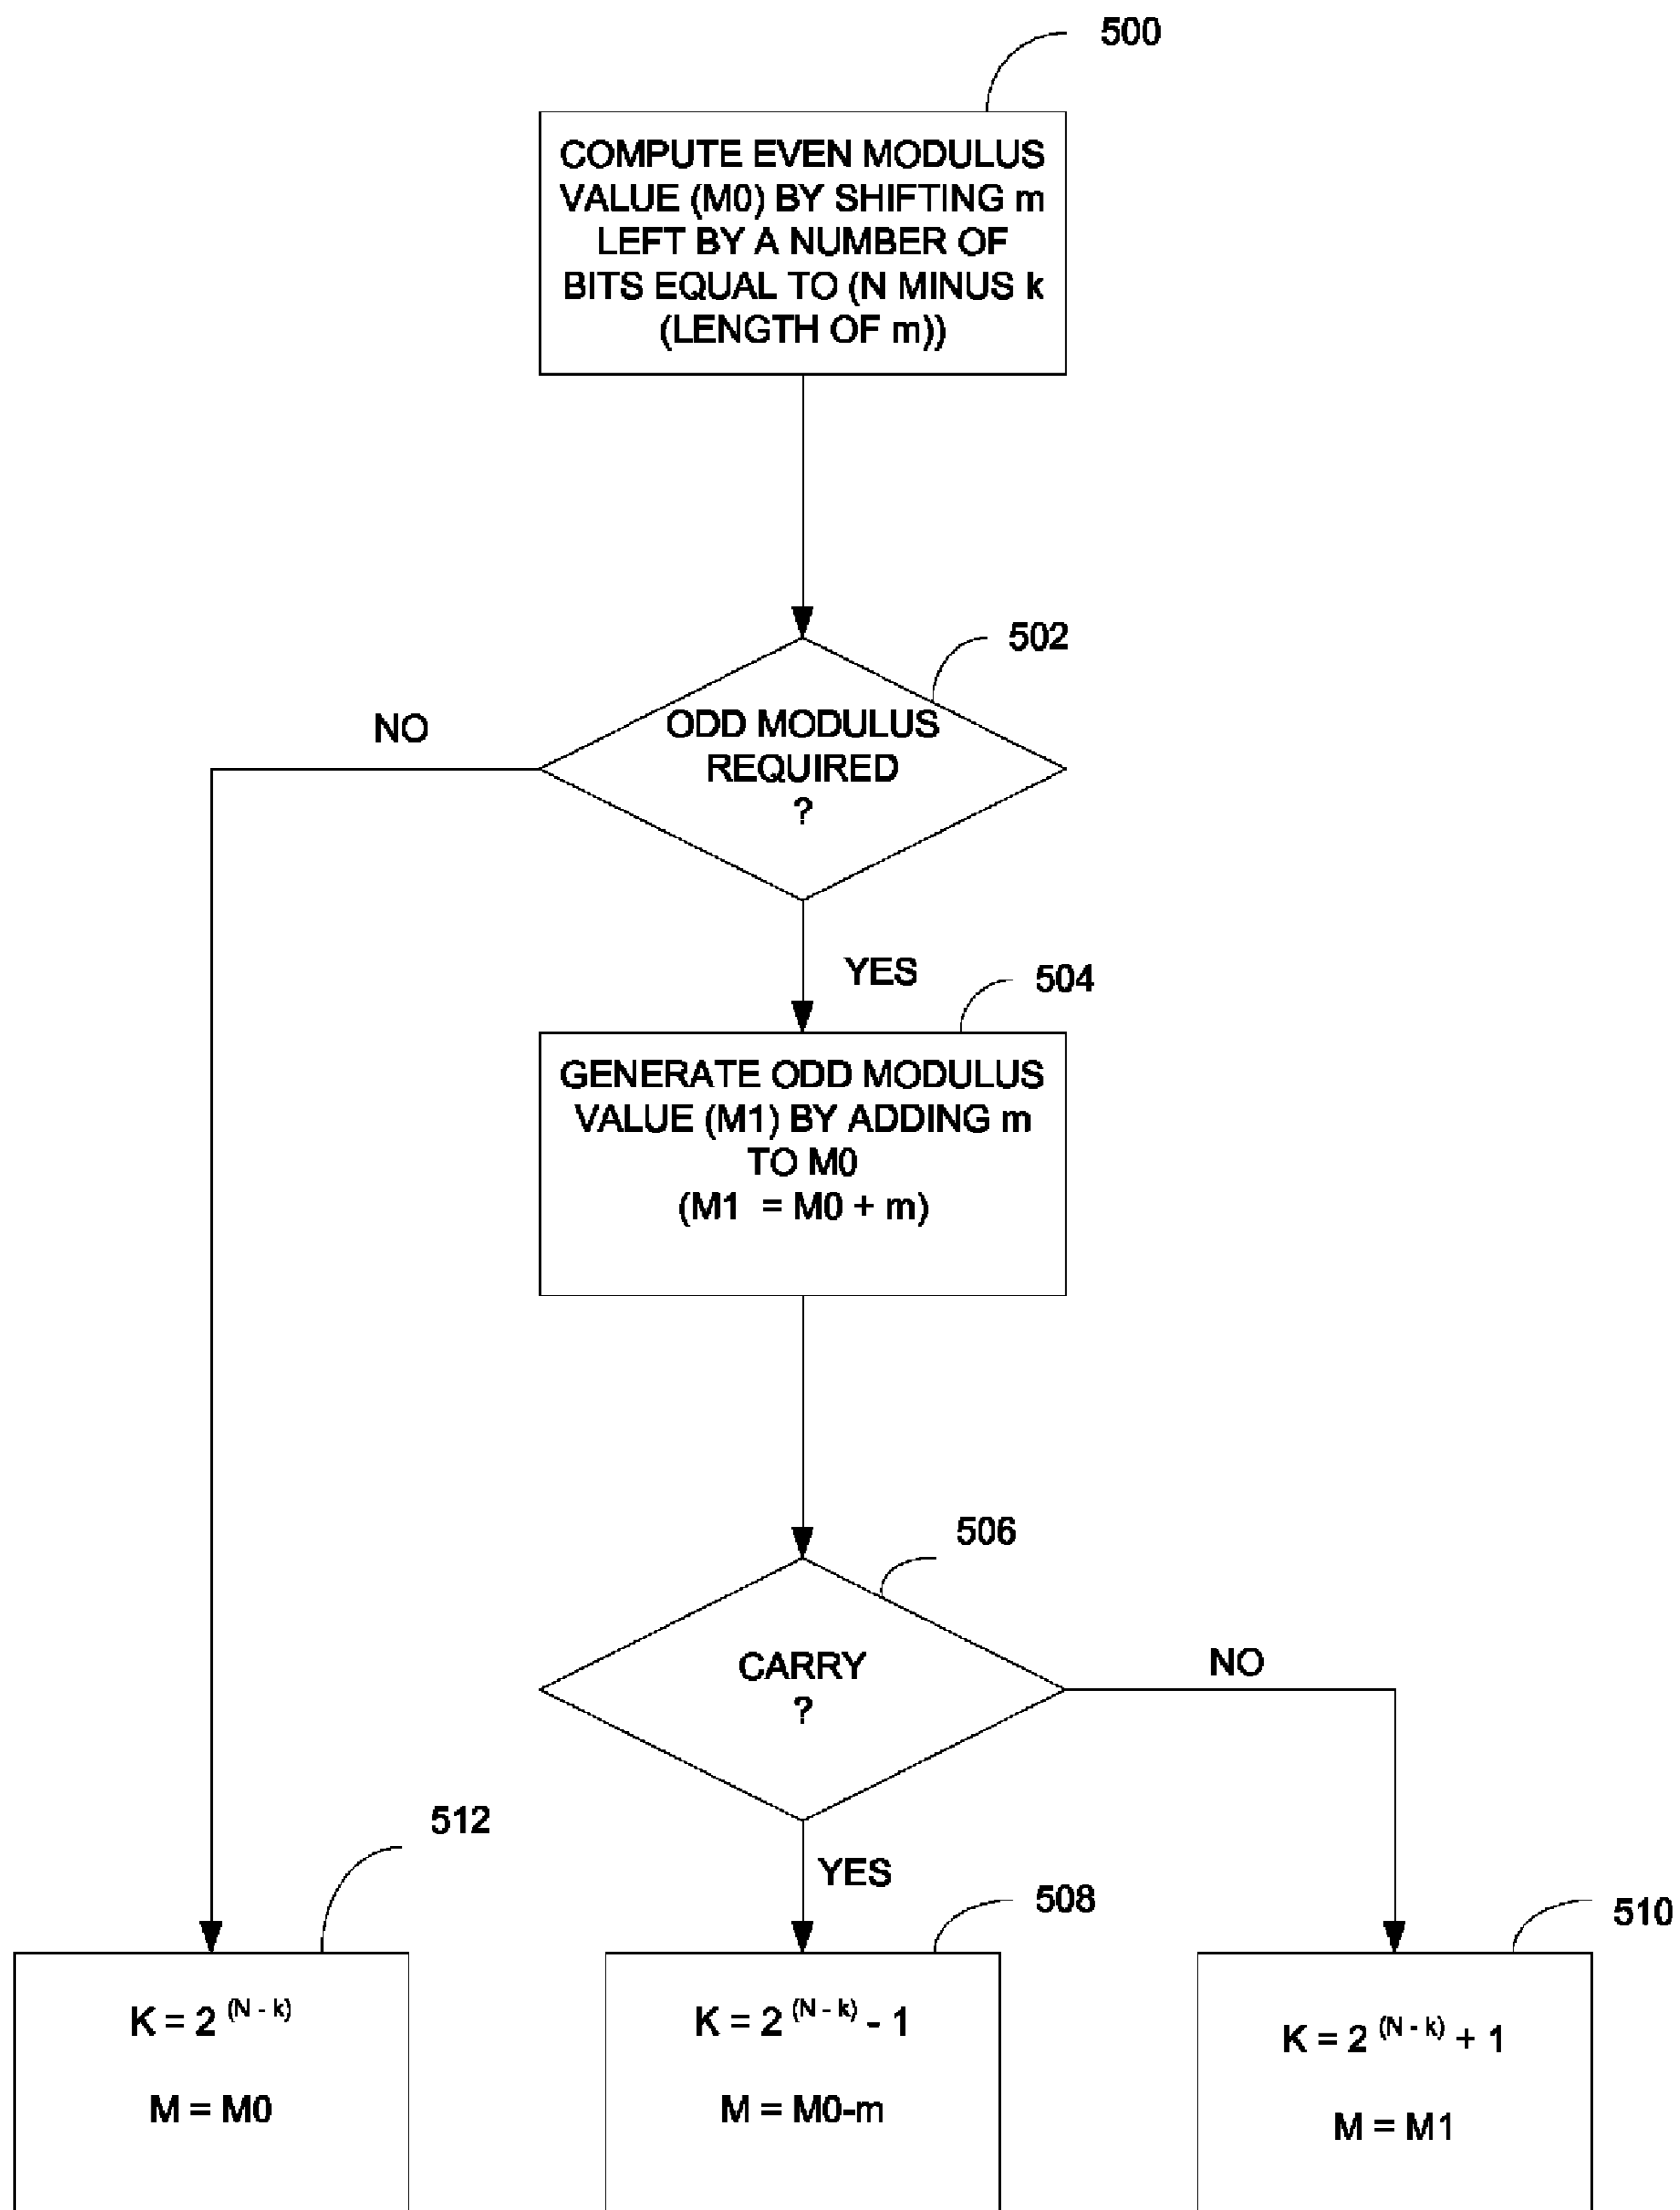 500
COMPUTE EVEN MODULUS
VALUE (M0) BY SHIFTING m
LEFT BY A NUMBER OF
BITS EQUAL TO (N MINUS k
(LENGTH OF m))
502
NO
ODD MODULUS
REQUIRED
?
YES
504
GENERATE ODD MODULUS
VALUE (M1) BY ADDING m
TO M0
(M1 = M0 + m)
506
CARRY
?
NO
YES
512
K = 2 (N - k)
M = M0
508
K = 2 (N - k) - 1
M = M0-m
510
K = 2 (N - k) + 1
M = M1